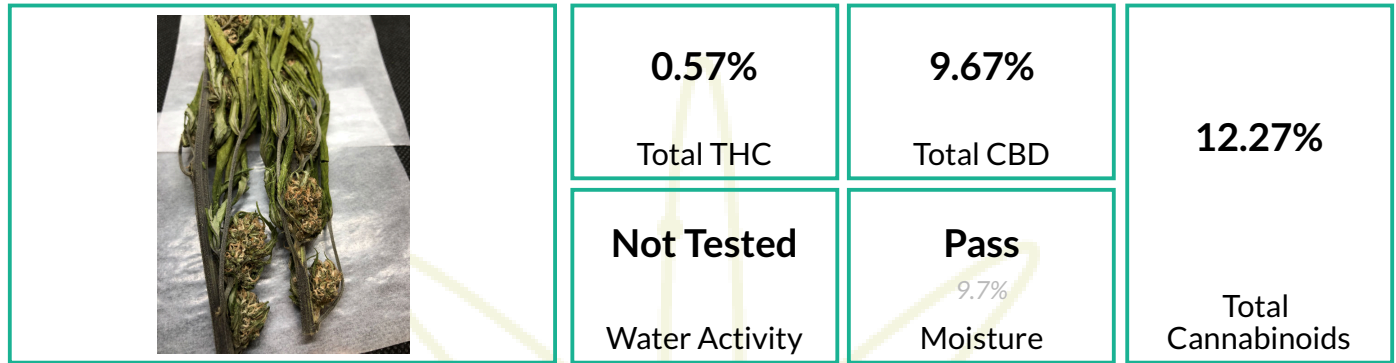 0.57%
Total THC
9.67%
Total CBD
12.27%
Total
Cannabinoids
Not Tested
Water Activity
Pass
9.7%
Moisture